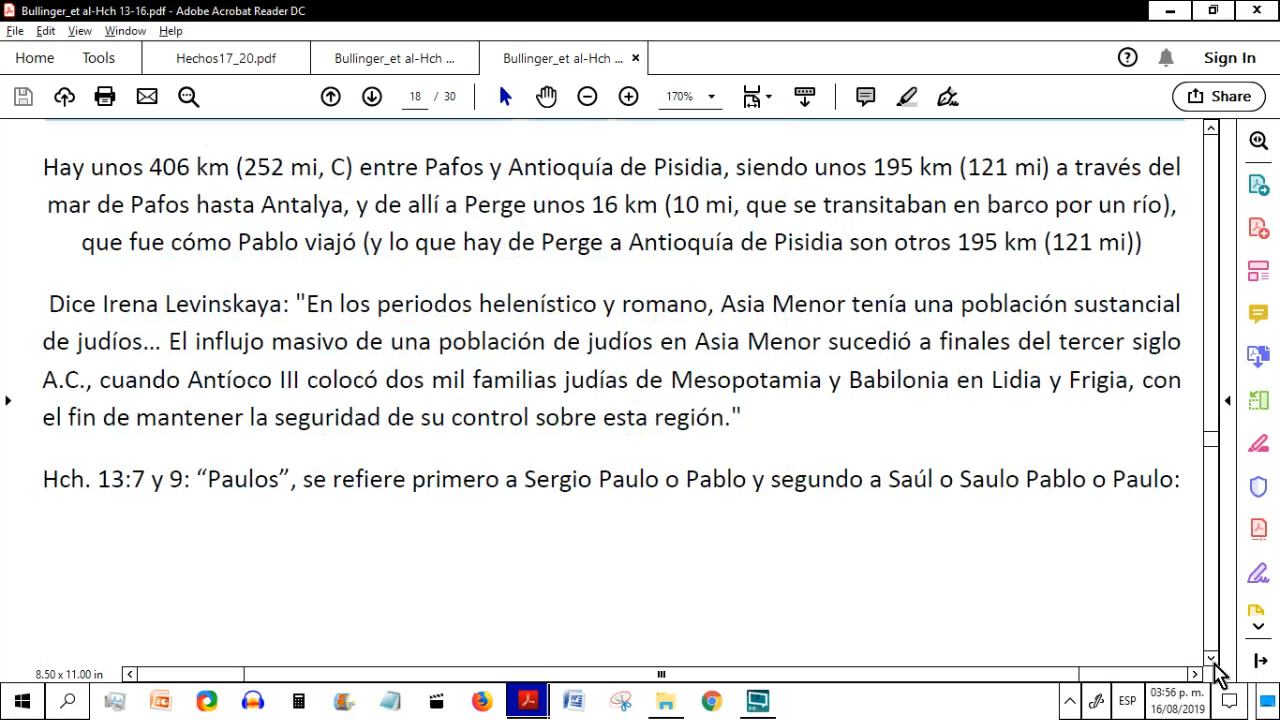 Bullinger_et al-Hch 13-16.pdf - Adobe Acrobat Reader DC
File Edit View Window Help
Home Tools Hechos17_20.pdf Bullinger_et al-Hch ... Bullinger_et al-Hch ... Sign In
18 / 30 170% Share
Hay unos 406 km (252 mi, C) entre Pafos y Antioquía de Pisidia, siendo unos 195 km (121 mi) a través del
mar de Pafos hasta Antalya, y de allí a Perge unos 16 km (10 mi, que se transitaban en barco por un río),
que fue cómo Pablo viajó (y lo que hay de Perge a Antioquía de Pisidia son otros 195 km (121 mi))
Dice Irena Levinskaya: "En los periodos helenístico y romano, Asia Menor tenía una población sustancial
de judíos... El influjo masivo de una población de judíos en Asia Menor sucedió a finales del tercer siglo
A.C., cuando Antíoco III colocó dos mil familias judías de Mesopotamia y Babilonia en Lidia y Frigia, con
el fin de mantener la seguridad de su control sobre esta región."
Hch. 13:7 y 9: “Paulos”, se refiere primero a Sergio Paulo o Pablo y segundo a Saúl o Saulo Pablo o Paulo:
8.50 x 11.00 in
ESP
03:56 p. m.
16/08/2019